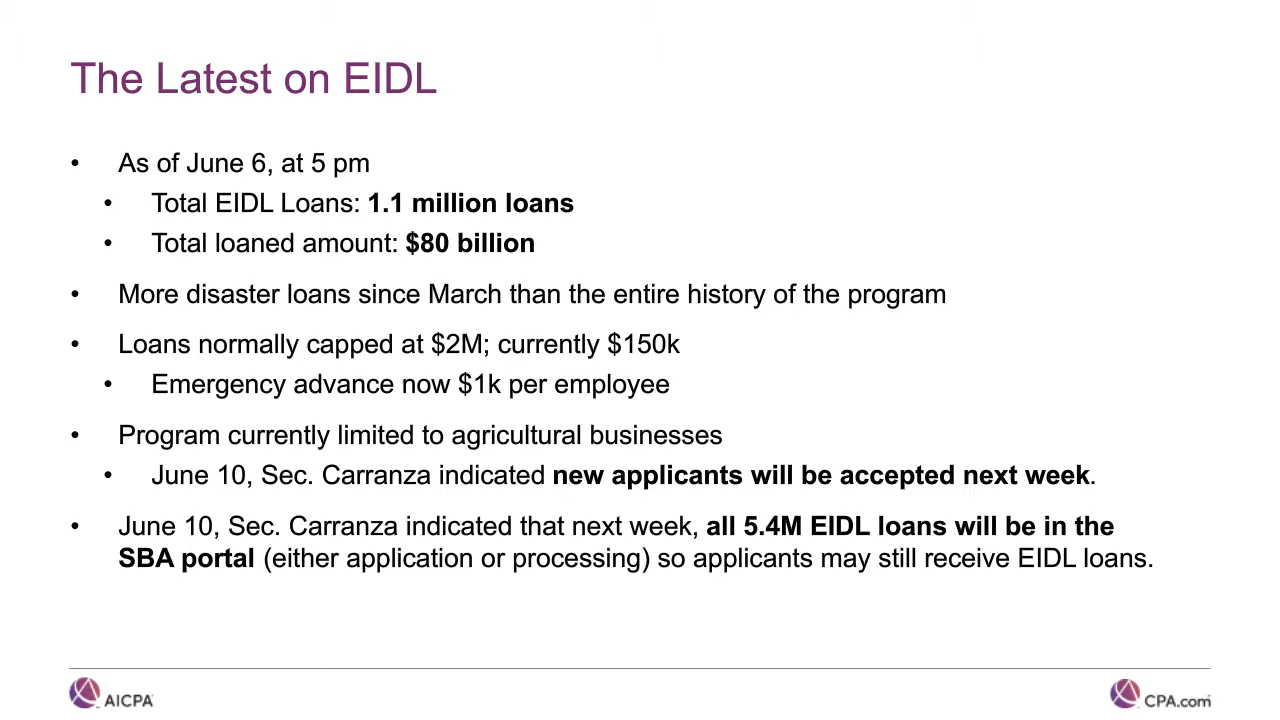 The Latest on EIDL
• As of June 6, at 5 pm
• Total EIDL Loans: 1.1 million loans
• Total loaned amount: $80 billion
• More disaster loans since March than the entire history of the program
• Loans normally capped at $2M; currently $150k
• Emergency advance now $1k per employee
• Program currently limited to agricultural businesses
• June 10, Sec. Carranza indicated new applicants will be accepted next week.
• June 10, Sec. Carranza indicated that next week, all 5.4M EIDL loans will be in the
SBA portal (either application or processing) so applicants may still receive EIDL loans.
AICPA
CPA.com